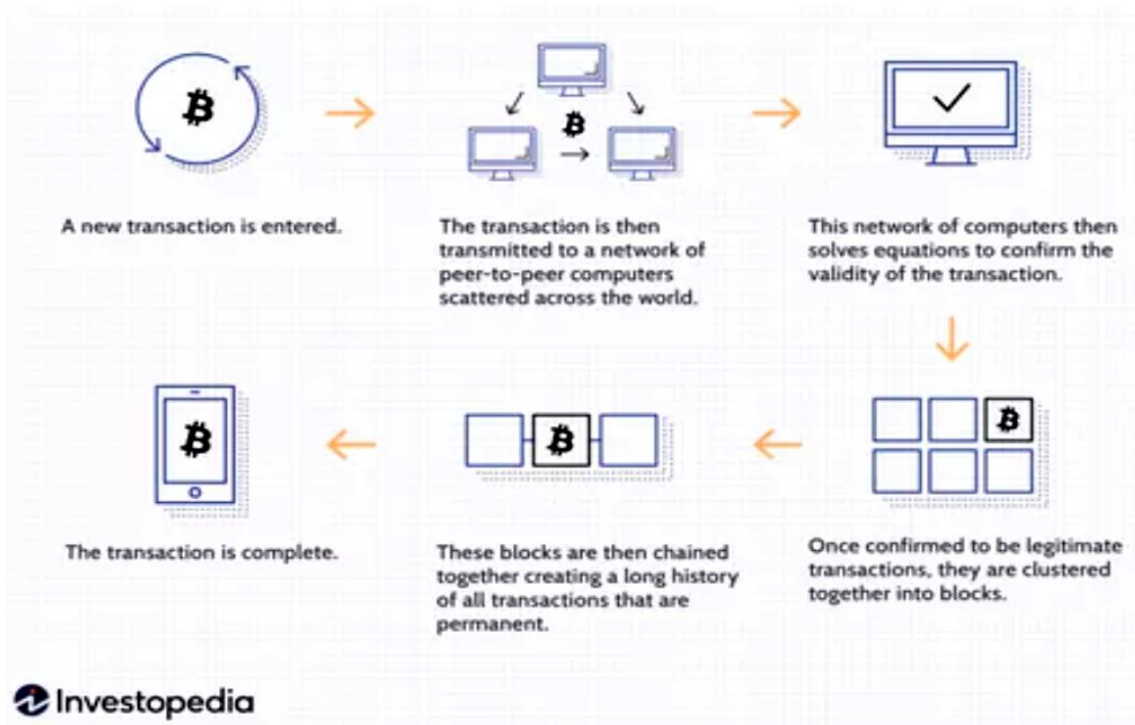 A new transaction is entered.
The transaction is then
transmitted to a network of
peer-to-peer computers
scattered across the world.
This network of computers then
solves equations to confirm the
validity of the transaction.
Once confirmed to be legitimate
transactions, they are clustered
together into blocks.
These blocks are then chained
together creating a long history
of all transactions that are
permanent.
The transaction is complete.
Investopedia